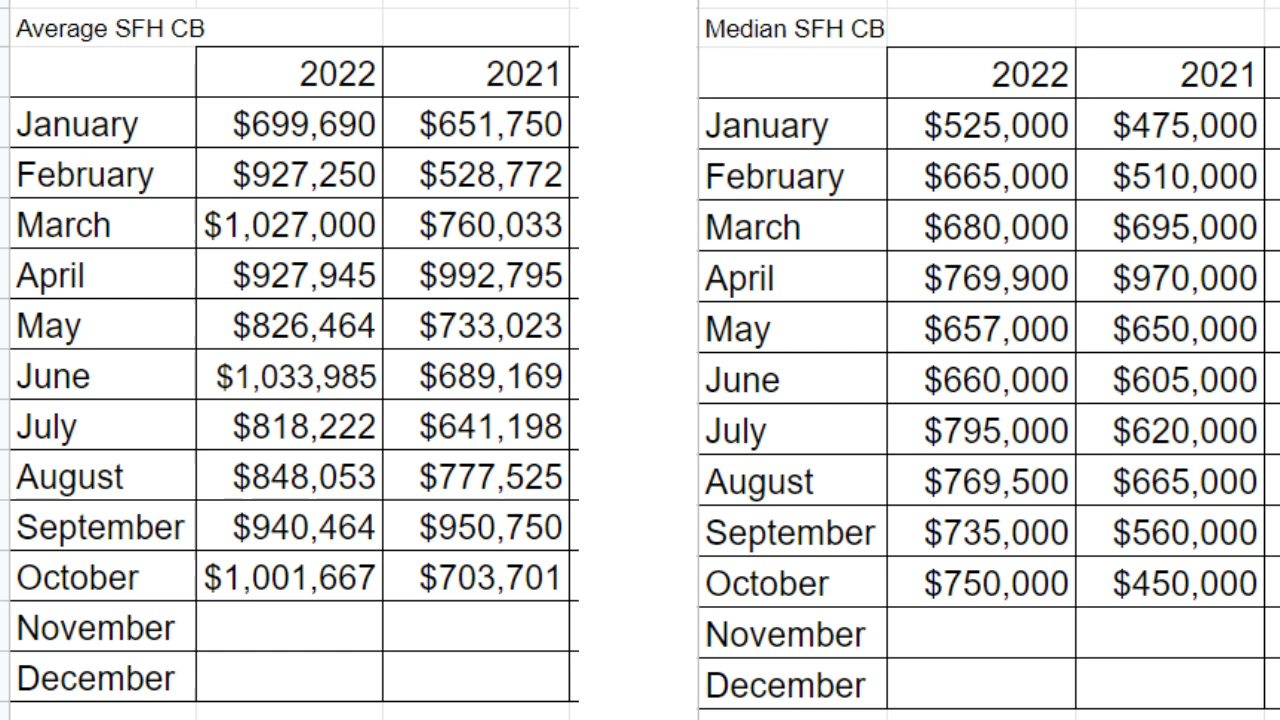 Average SFH CB
2022 2021
January $699,690 $651,750
February $927,250 $528,772
March $1,027,000 $760,033
April $927,945 $992,795
May $826,464 $733,023
June $1,033,985 $689,169
July $818,222 $641,198
August $848,053 $777,525
September $940,464 $950,750
October $1,001,667 $703,701
November
December
Median SFH CB
2022 2021
January $525,000 $475,000
February $665,000 $510,000
March $680,000 $695,000
April $769,900 $970,000
May $657,000 $650,000
June $660,000 $605,000
July $795,000 $620,000
August $769,500 $665,000
September $735,000 $560,000
October $750,000 $450,000
November
December